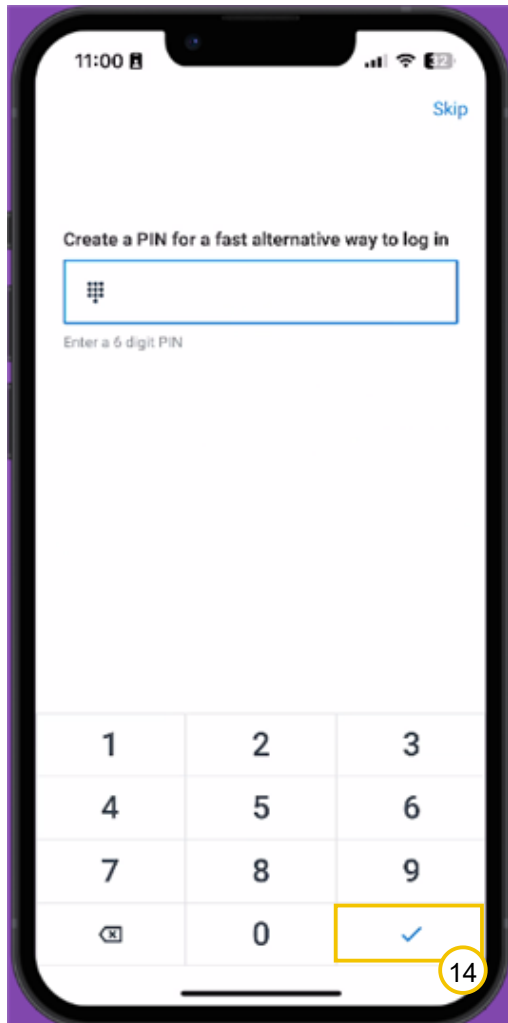 11:00
32
Skip
Create a PIN for a fast alternative way to log in
Enter a 6 digit PIN
1 2 3
4 5 6
7 8 9
0
14